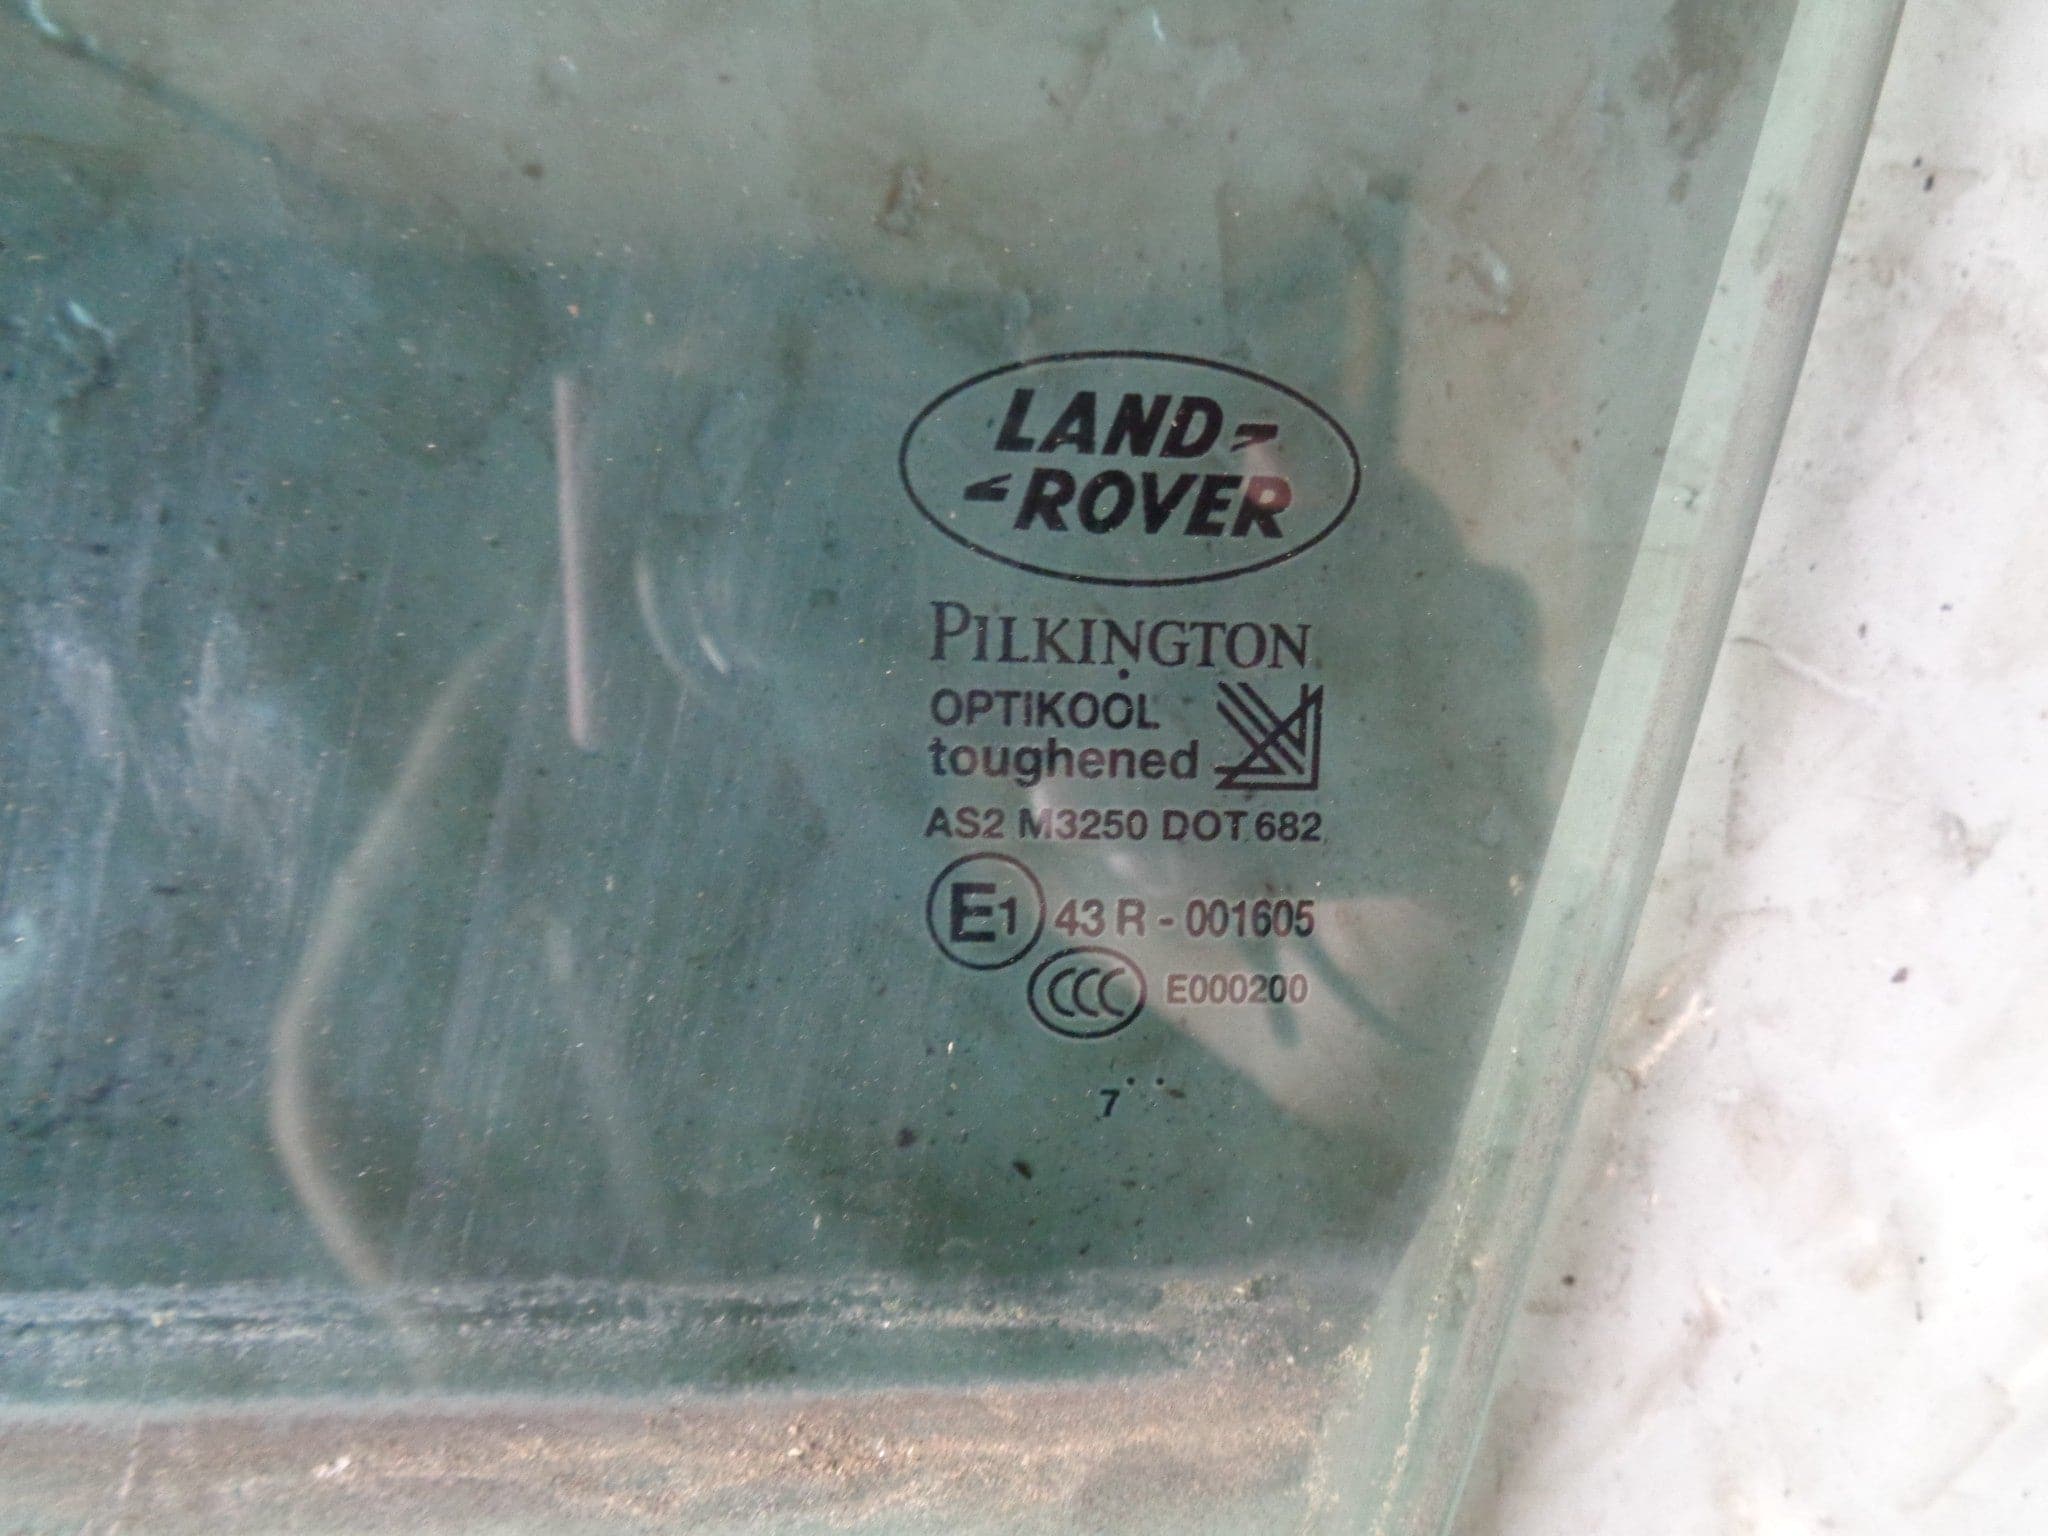 LAND
ROVER
PILKINGTON
OPTIKOOL
toughened
AS2 M3250 DOT 682
E1 43 R - 001605
CCC E000200
7